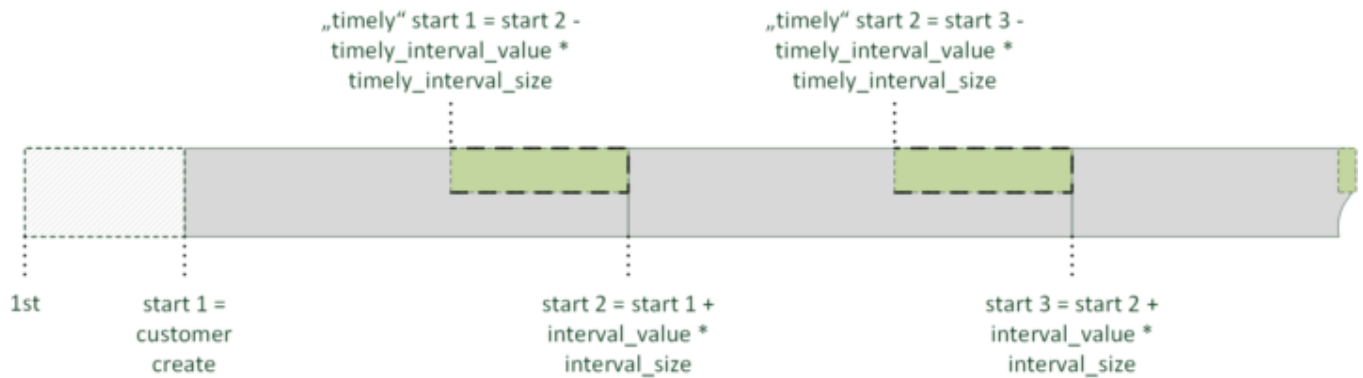 „timely“ start 1 = start 2 -
timely_interval_value *
timely_interval_size
„timely“ start 2 = start 3 -
timely_interval_value *
timely_interval_size
1st
start 1 =
customer
create
start 2 = start 1 +
interval_value *
interval_size
start 3 = start 2 +
interval_value *
interval_size